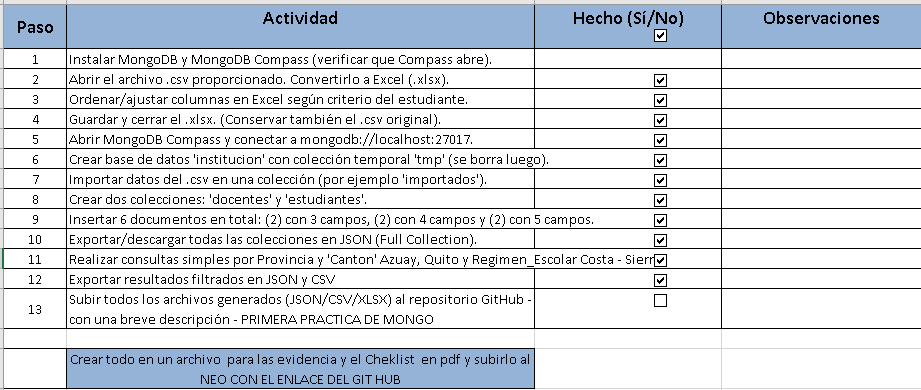 Paso Actividad Hecho (Sí/No) Observaciones
1 Instalar MongoDB y MongoDB Compass (verificar que Compass abre).
2 Abrir el archivo .csv proporcionado. Convertirlo a Excel (.xlsx).
3 Ordenar/ajustar columnas en Excel según criterio del estudiante.
4 Guardar y cerrar el .xlsx. (Conservar también el .csv original).
5 Abrir MongoDB Compass y conectar a mongodb://localhost:27017.
6 Crear base de datos 'institucion' con colección temporal 'tmp' (se borra luego).
7 Importar datos del .csv en una colección (por ejemplo 'importados').
8 Crear dos colecciones: 'docentes' y 'estudiantes'.
9 Insertar 6 documentos en total: (2) con 3 campos, (2) con 4 campos y (2) con 5 campos.
10 Exportar/descargar todas las colecciones en JSON (Full Collection).
11 Realizar consultas simples por Provincia y 'Canton' Azuay, Quito y Regimen_Escolar Costa -
12 Exportar resultados filtrados en JSON y CSV
13 Subir todos los archivos generados (JSON/CSV/XLSX) al repositorio GitHub -
con una breve descripción - PRIMERA PRACTICA DE MONGO
Crear todo en un archivo para las evidencia y el Cheklist en pdf y subirlo al
NEO CON EL ENLACE DEL GIT HUB